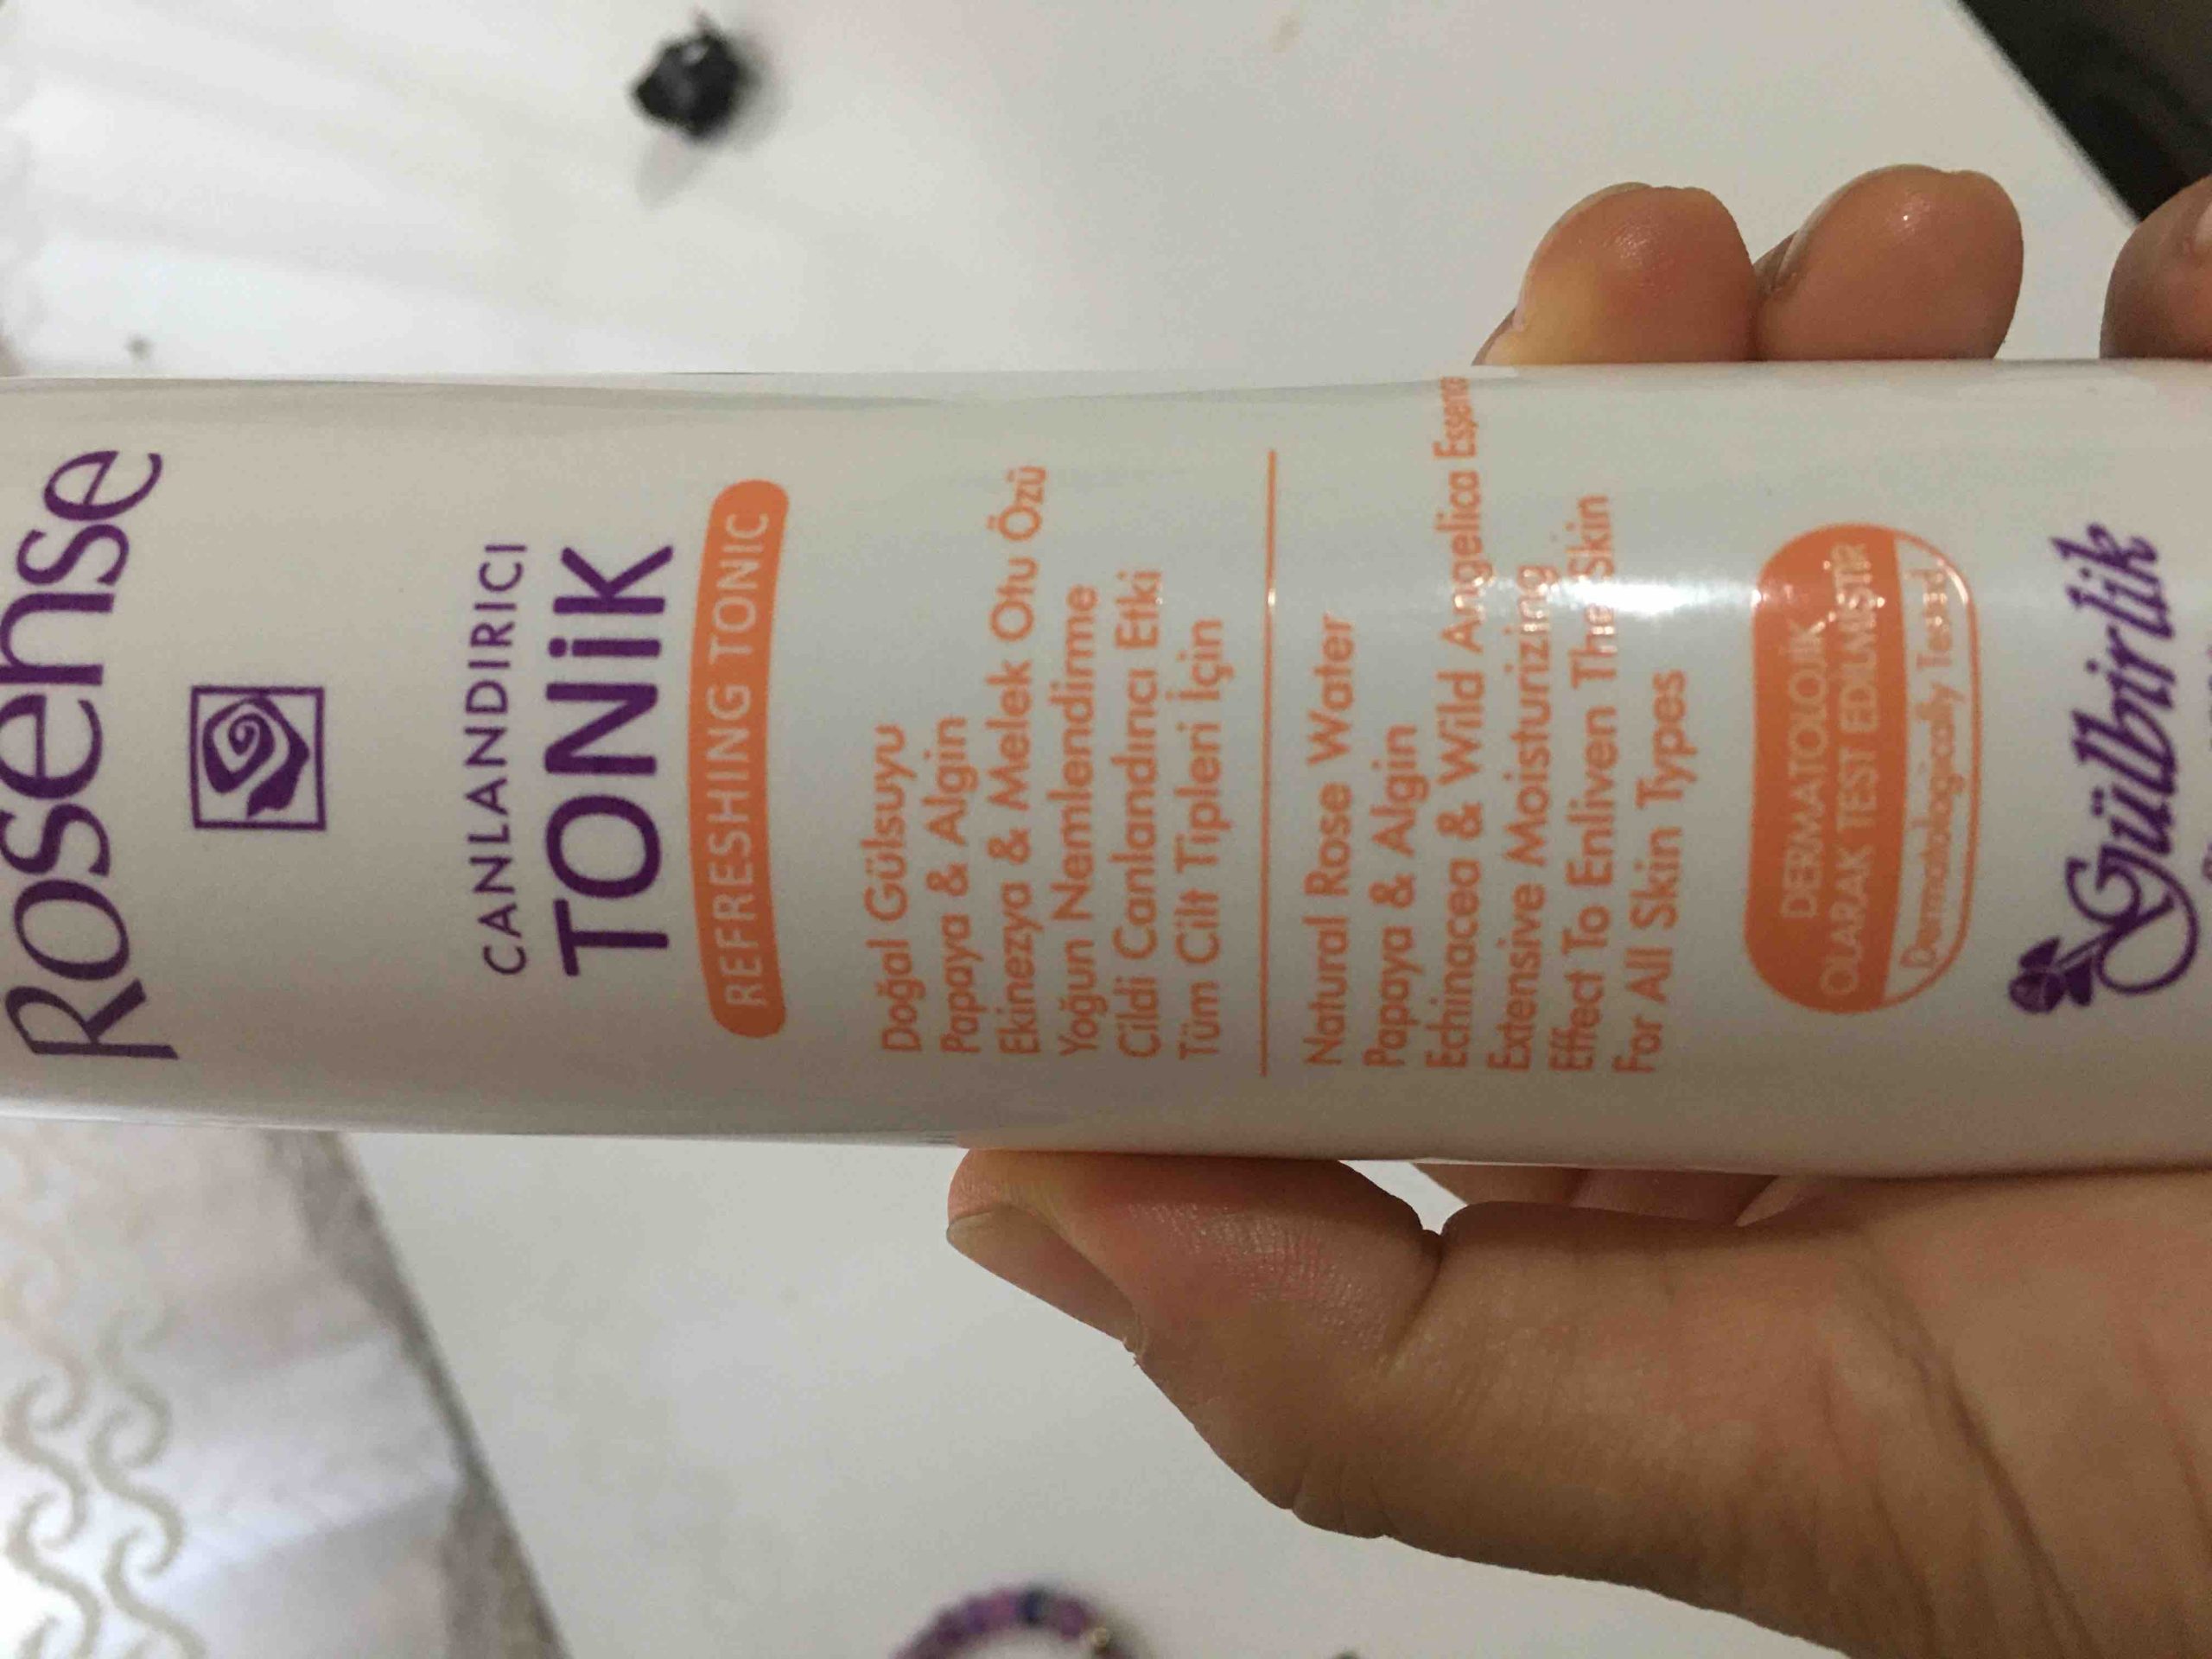 Rosense
CANLANDIRICI
TONİK
REFRESHING TONIC
Doğal Gülsuyu
Papaya & Algin
Ekinezya & Melek Otu Özü
Yoğun Nemlendirme
Cildi Canlandırıcı Etki
Tüm Cilt Tipleri İçin
Natural Rose Water
Papaya & Algin
Echinacea & Wild Angelica Essence
Extensive Moisturizing
Effect To Enliven The Skin
For All Skin Types
DERMATOLOJİK
OLARAK TEST EDİLMİŞTİR
Dermatologically Tested
Gülbirlik